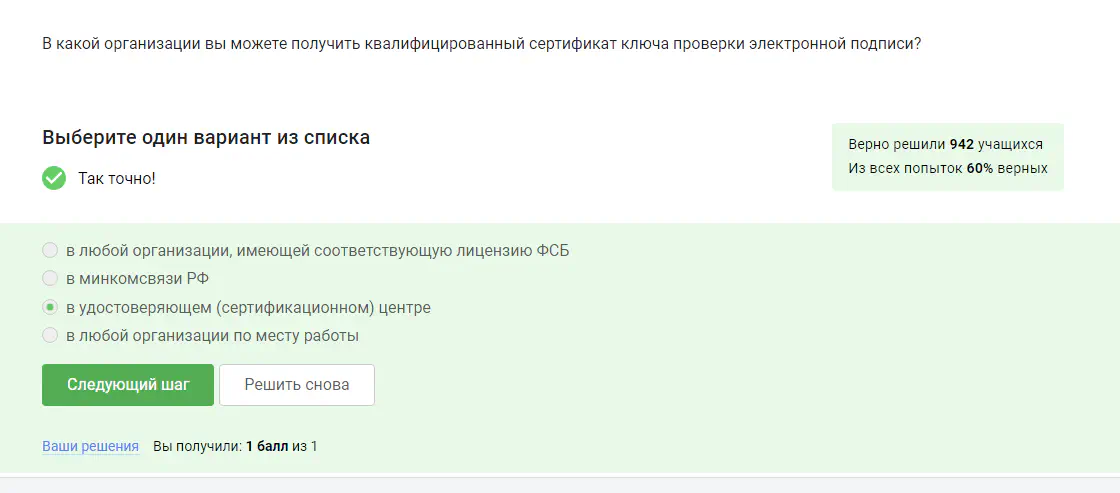 В какой организации вы можете получить квалифицированный сертификат ключа проверки электронной подписи?
Выберите один вариант из списка
Так точно!
Верно решили 942 учащихся
Из всех попыток 60% верных
в любой организации, имеющей соответствующую лицензию ФСБ
в минкомсвязи РФ
в удостоверяющем (сертификационном) центре
в любой организации по месту работы
Следующий шаг
Решить снова
Ваши решения Вы получили: 1 балл из 1